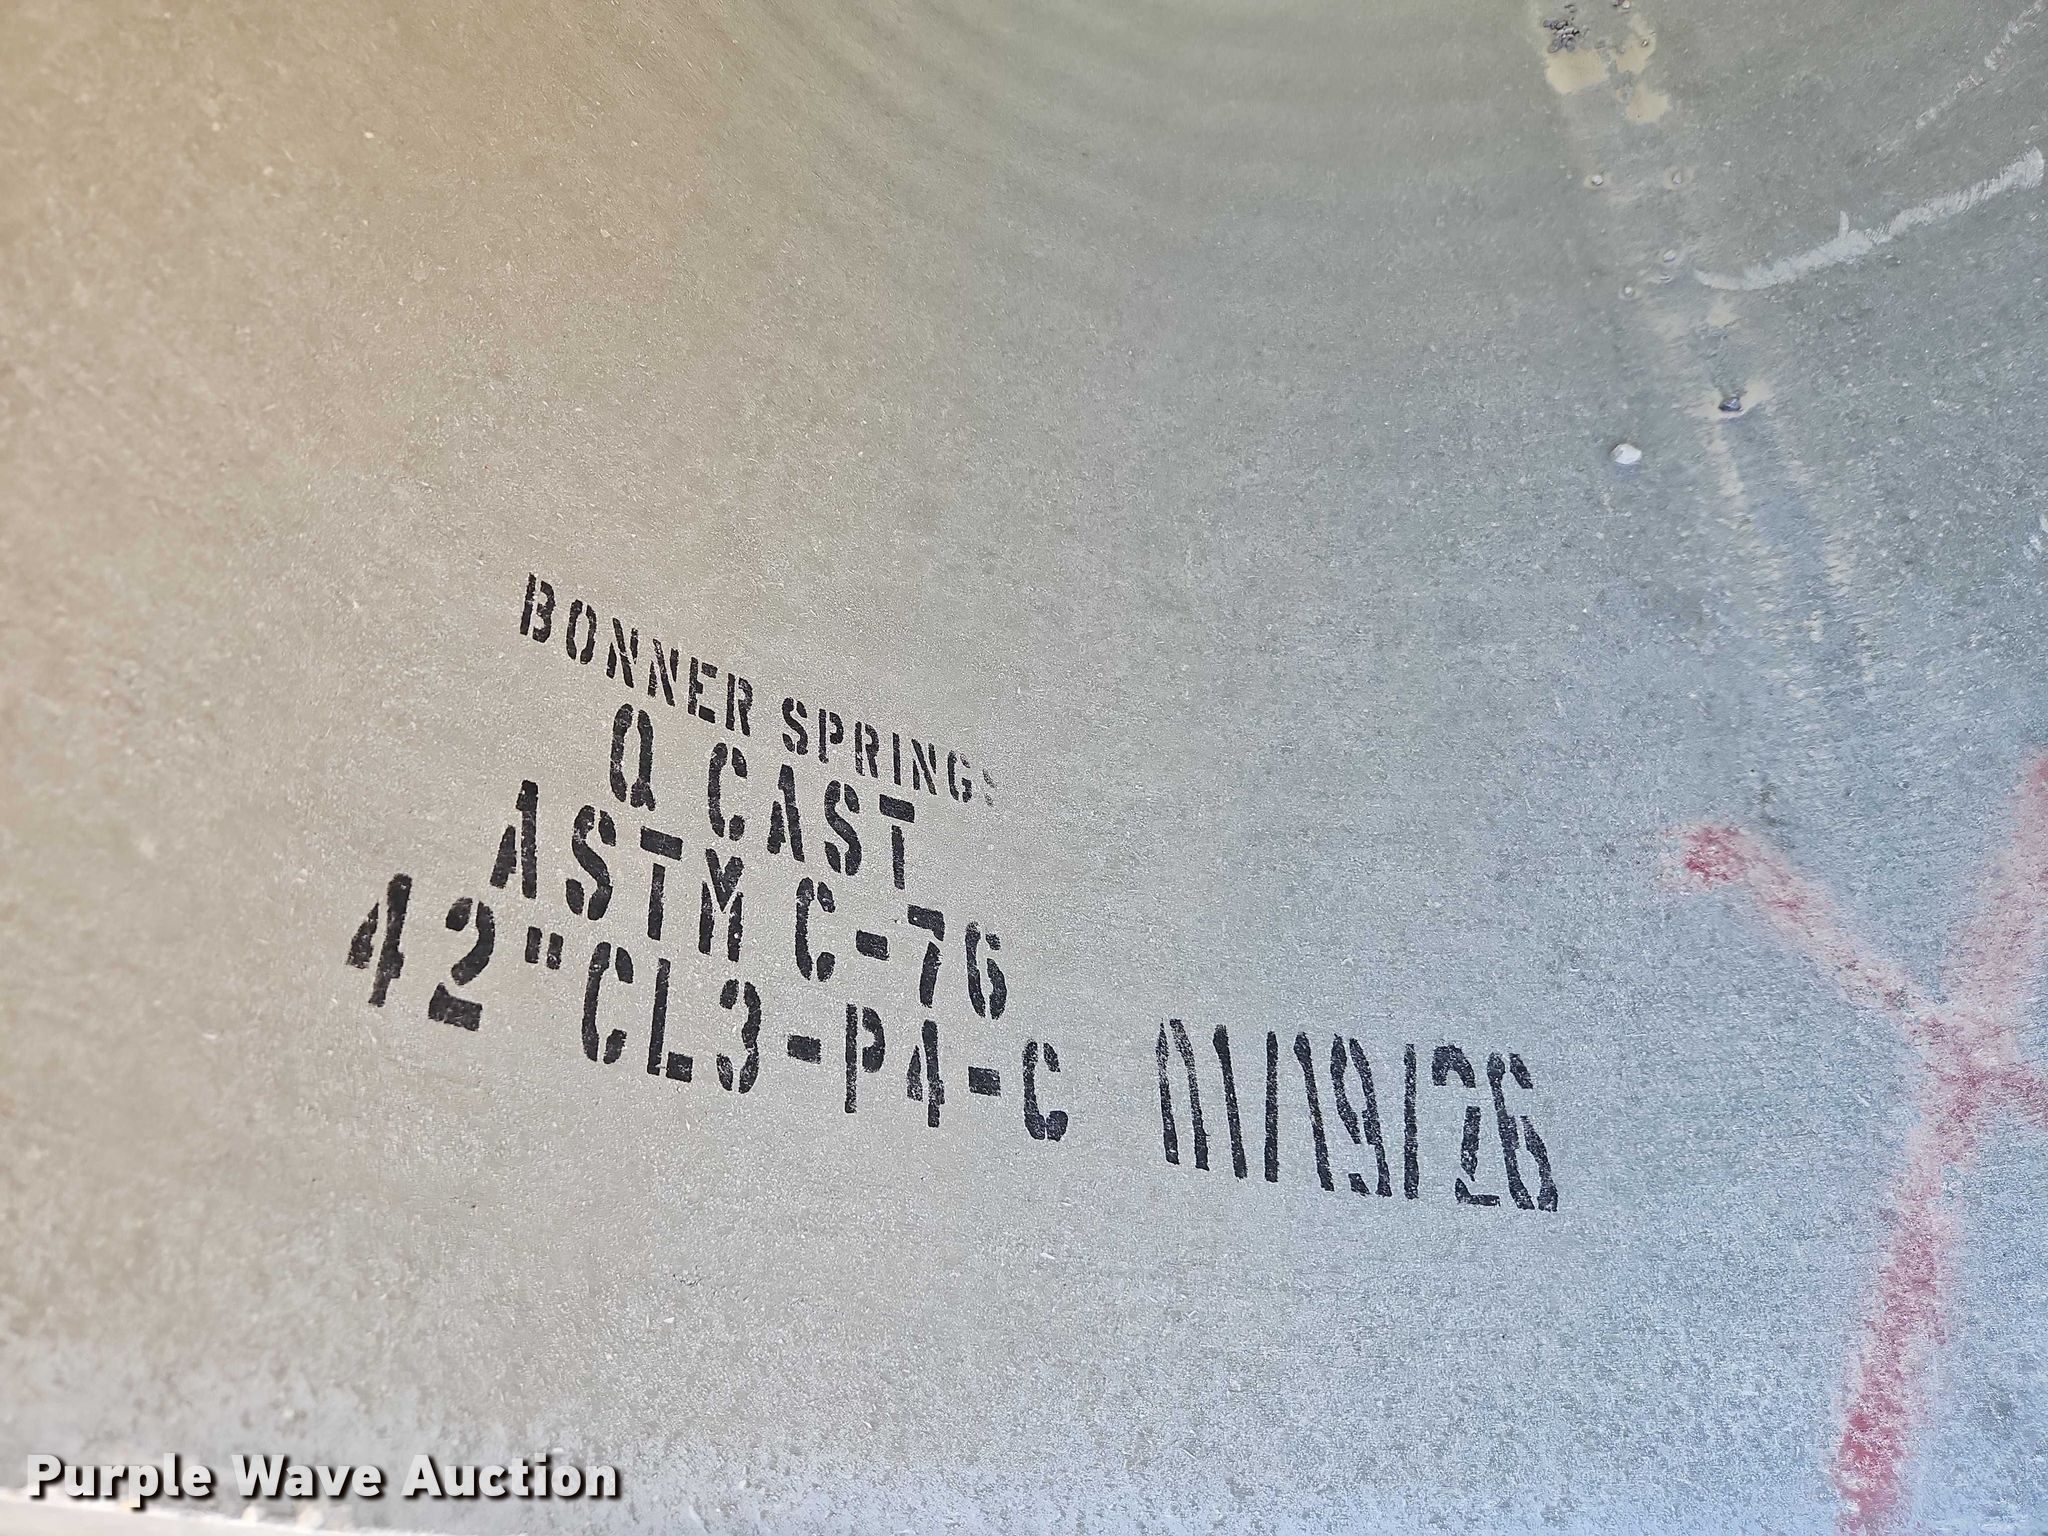 BONNER SPRINGS
Q CAST
ASTM C-76
42"CL3-P4-C 01/19/26
Purple Wave Auction